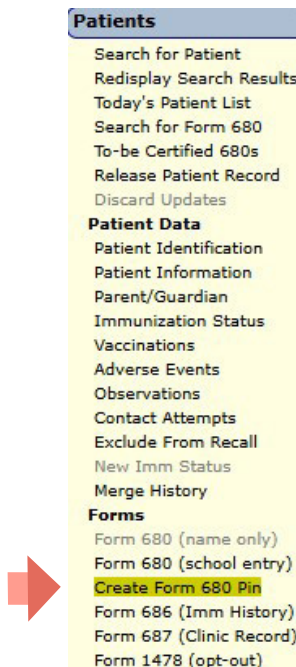 Patients
Search for Patient
Redisplay Search Results
Today's Patient List
Search for Form 680
To-be Certified 680s
Release Patient Record
Discard Updates
Patient Data
Patient Identification
Patient Information
Parent/Guardian
Immunization Status
Vaccinations
Adverse Events
Observations
Contact Attempts
Exclude From Recall
New Imm Status
Merge History
Forms
Form 680 (name only)
Form 680 (school entry)
Create Form 680 Pin
Form 686 (Imm History)
Form 687 (Clinic Record)
Form 1478 (opt-out)